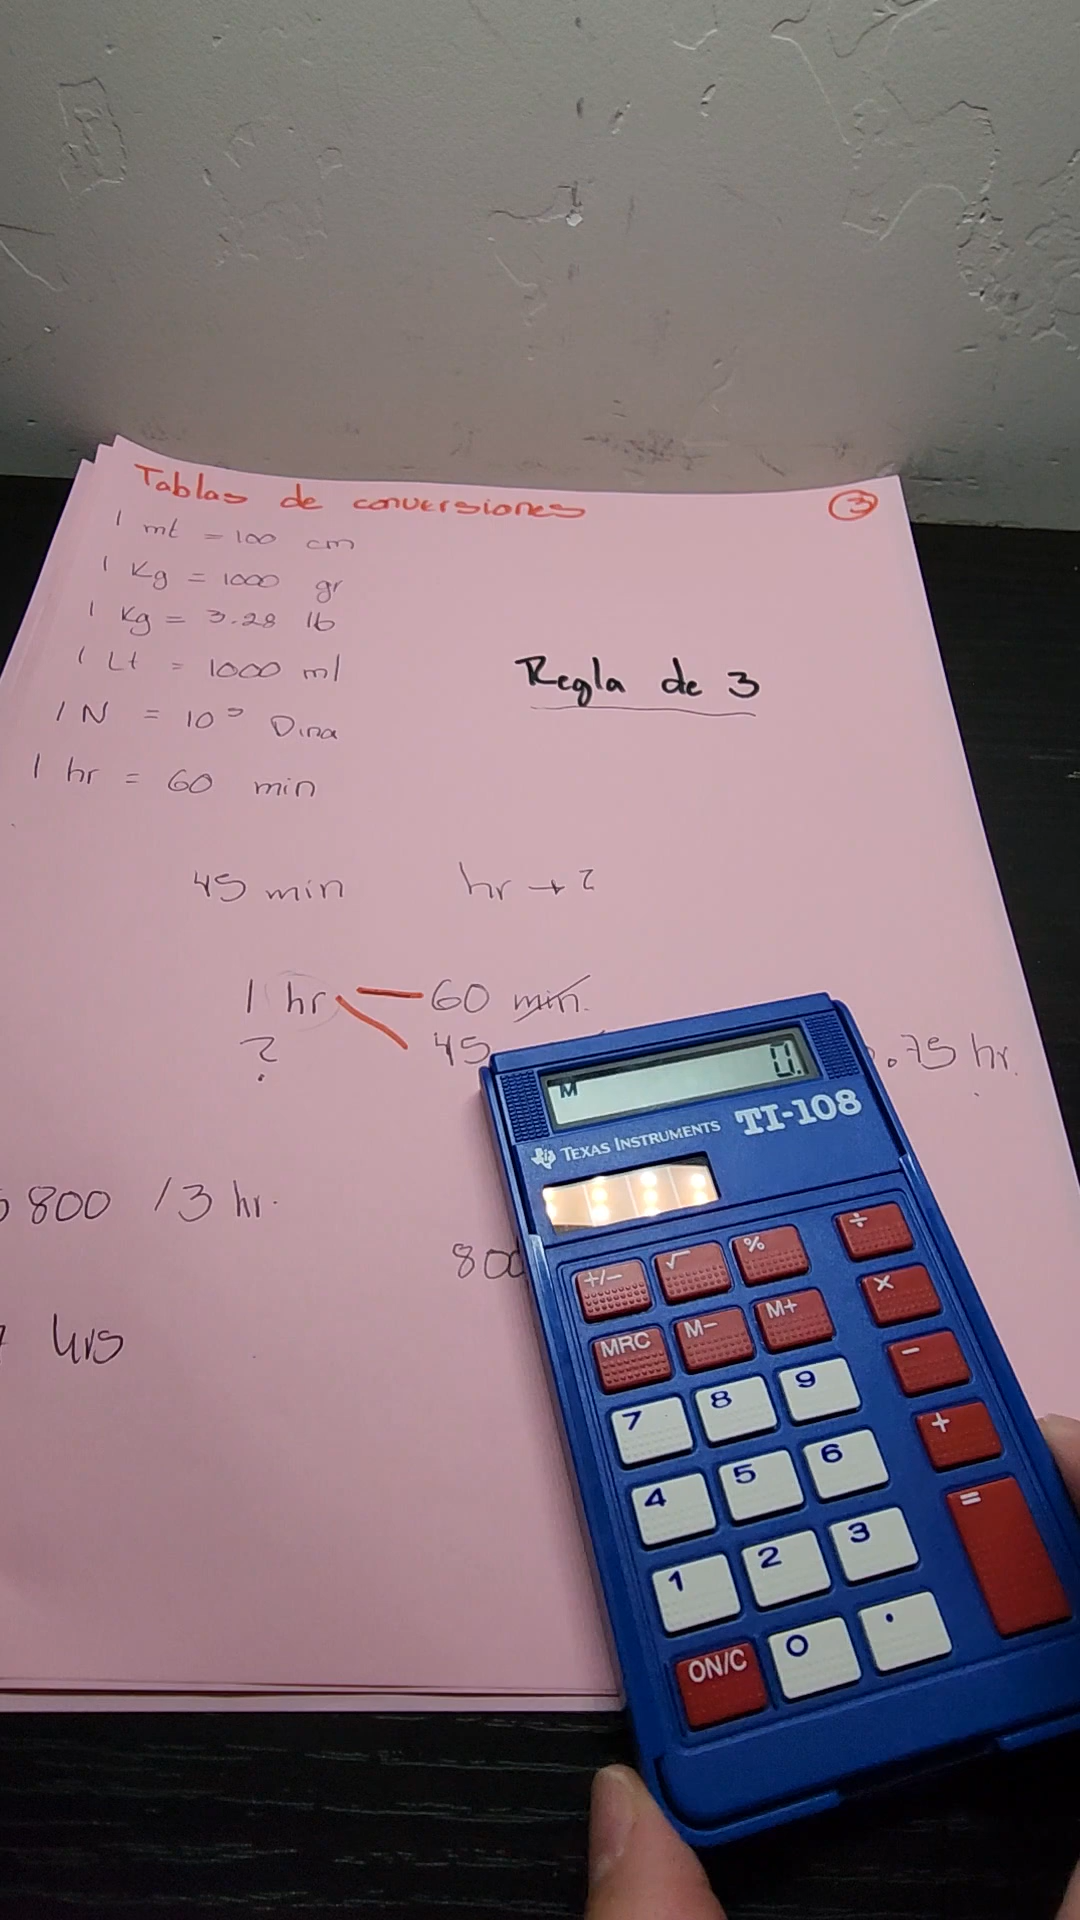 Tablas de conversiones
3
1 mt = 100 cm
1 Kg = 1000 gr
1 Kg = 3.28 lb
1 Lt = 1000 ml
1 N = 10⁵ Dina
1 hr = 60 min
Regla de 3
45 min hr → ?
1 hr 60 min.
? 45 .75 hr.
800 / 3 hr.
800
hrs
M 0.
TEXAS INSTRUMENTS TI-108
+/− √ % ÷
MRC M− M+ ×
7 8 9 −
4 5 6 +
1 2 3 =
ON/C 0 .